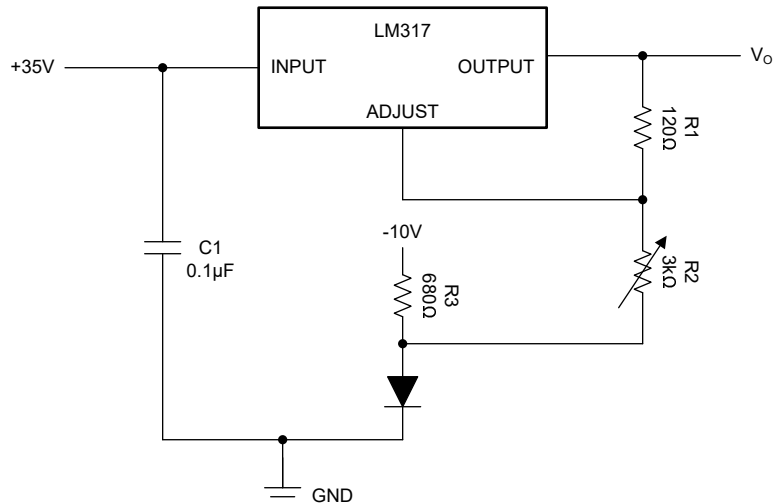 LM317
+35V
INPUT
OUTPUT
V_O
ADJUST
R1
120Ω
-10V
C1
0.1µF
R3
680Ω
R2
3kΩ
GND